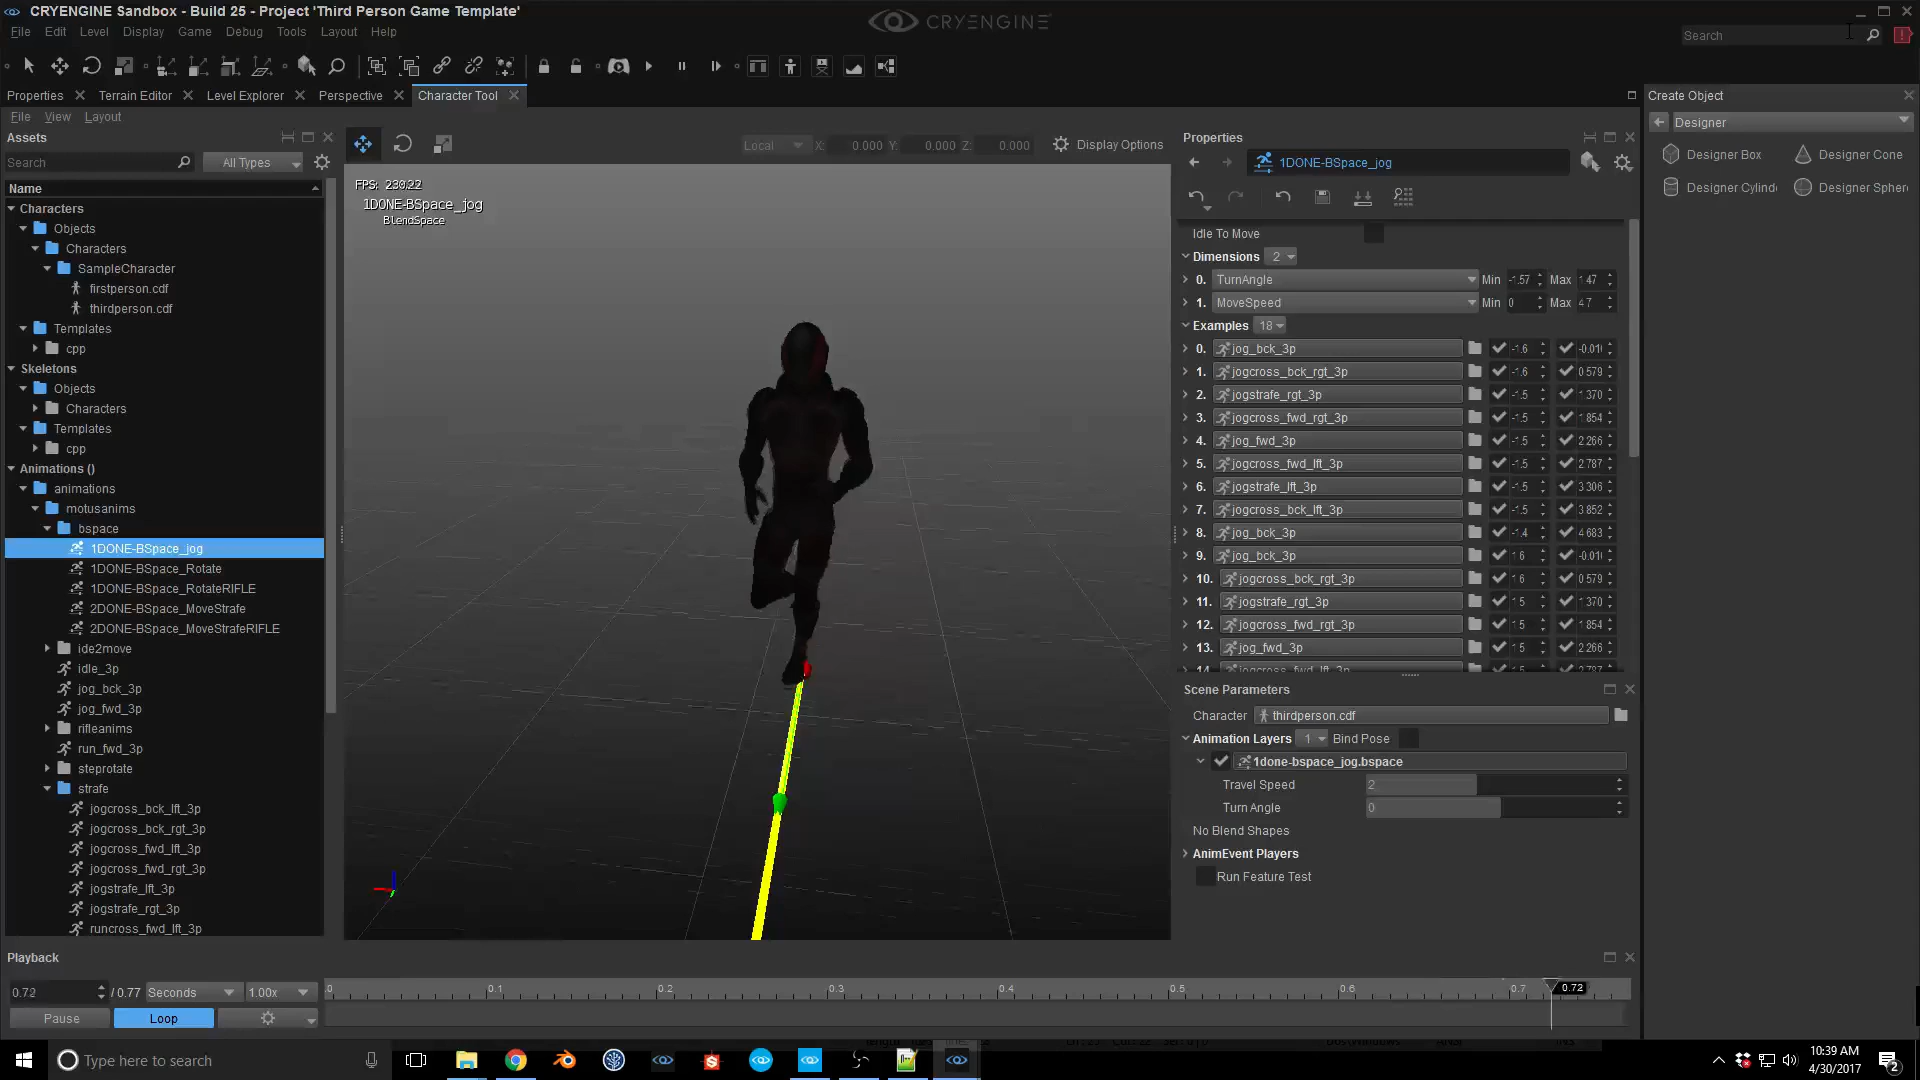 CRYENGINE Sandbox - Build 25 - Project 'Third Person Game Template'
CRYENGINE
File Edit Level Display Game Debug Tools Layout Help
Search
Properties Terrain Editor Level Explorer Perspective Character Tool
Create Object
File View Layout
Designer
Assets
Local X: 0.000 Y: 0.000 Z: 0.000 Display Options
Properties
Search All Types
1DONE-BSpace_jog
Designer Box Designer Cone
Designer Cylind Designer Spher
Name
FPS:
1DONE-BSpace_jog
BlendSpace
Characters
Objects
Characters
SampleCharacter
firstperson.cdf
thirdperson.cdf
Templates
cpp
Skeletons
Objects
Characters
Templates
cpp
Animations ()
animations
motusanims
bspace
1DONE-BSpace_jog
1DONE-BSpace_Rotate
1DONE-BSpace_RotateRIFLE
2DONE-BSpace_MoveStrafe
2DONE-BSpace_MoveStrafeRIFLE
ide2move
idle_3p
jog_bck_3p
jog_fwd_3p
rifleanims
run_fwd_3p
steprotate
strafe
jogcross_bck_lft_3p
jogcross_bck_rgt_3p
jogcross_fwd_lft_3p
jogcross_fwd_rgt_3p
jogstrafe_lft_3p
jogstrafe_rgt_3p
runcross_fwd_lft_3p
Idle To Move
Dimensions 2
0. TurnAngle Min -1.57 Max 1.47
1. MoveSpeed Min 0 Max 4.7
Examples 18
0. jog_bck_3p -1.6 -0.01
1. jogcross_bck_rgt_3p -1.6 0.579
2. jogstrafe_rgt_3p -1.5 1.370
3. jogcross_fwd_rgt_3p -1.5 1.854
4. jog_fwd_3p -1.5 2.266
5. jogcross_fwd_lft_3p -1.5 2.787
6. jogstrafe_lft_3p -1.5 3.306
7. jogcross_bck_lft_3p -1.5 3.852
8. jog_bck_3p -1.4 4.683
9. jog_bck_3p 1.6 -0.01
10. jogcross_bck_rgt_3p 1.6 0.579
11. jogstrafe_rgt_3p 1.5 1.370
12. jogcross_fwd_rgt_3p 1.5 1.854
13. jog_fwd_3p 1.5 2.266
14. jogcross_fwd_lft_3p 1.5 2.787
Scene Parameters
Character thirdperson.cdf
Animation Layers 1 Bind Pose
1done-bspace_jog.bspace
Travel Speed 2
Turn Angle 0
No Blend Shapes
AnimEvent Players
Run Feature Test
Playback
0.72 / 0.77 Seconds 1.00x .0 0.1 0.2 0.3 0.4 0.5 0.6 0.7 0.72
Pause Loop
Type here to search
10:39 AM
4/30/2017
2